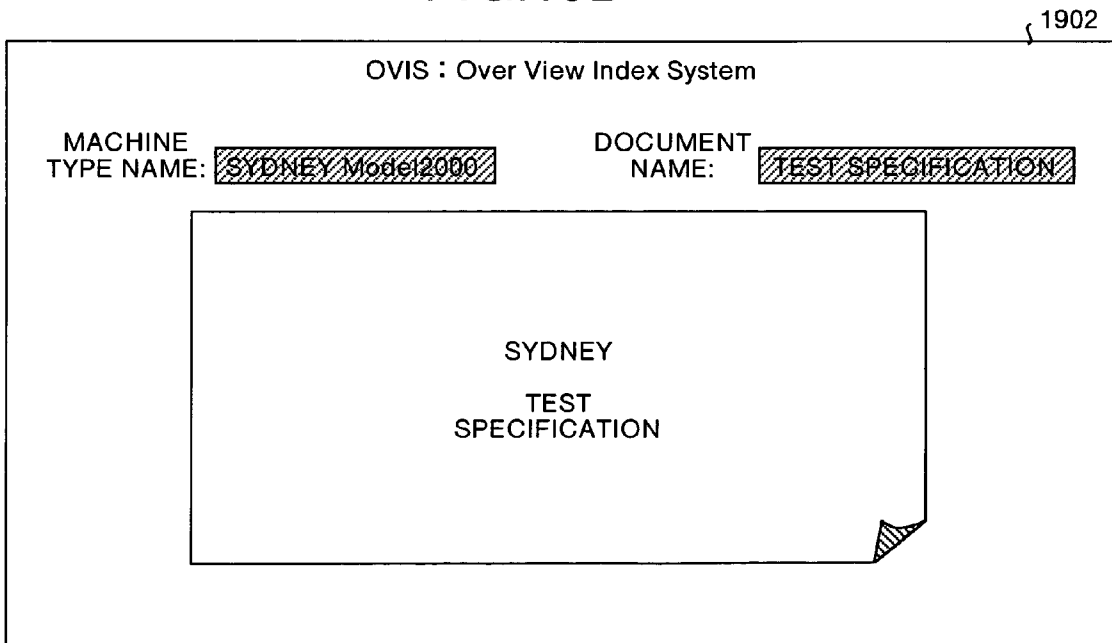 1902
OVIS : Over View Index System
MACHINE
TYPE NAME: SYDNEY Model2000
DOCUMENT
NAME: TEST SPECIFICATION
SYDNEY
TEST
SPECIFICATION